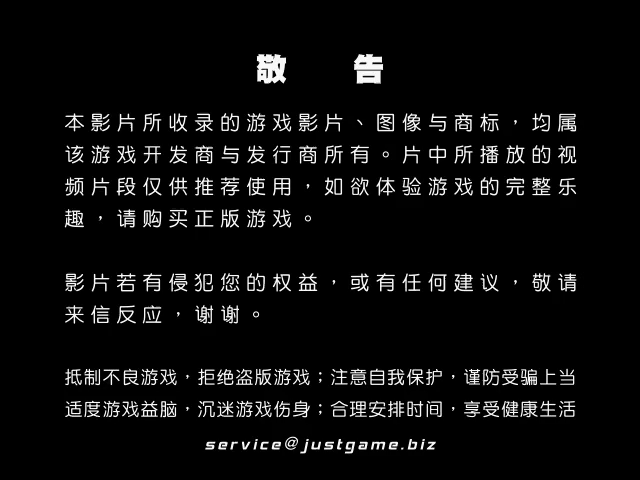 敬 告
本影片所收录的游戏影片、图像与商标，均属
该游戏开发商与发行商所有。片中所播放的视
频片段仅供推荐使用，如欲体验游戏的完整乐
趣，请购买正版游戏。
影片若有侵犯您的权益，或有任何建议，敬请
来信反应，谢谢。
抵制不良游戏，拒绝盗版游戏；注意自我保护，谨防受骗上当
适度游戏益脑，沉迷游戏伤身；合理安排时间，享受健康生活
service@justgame.biz